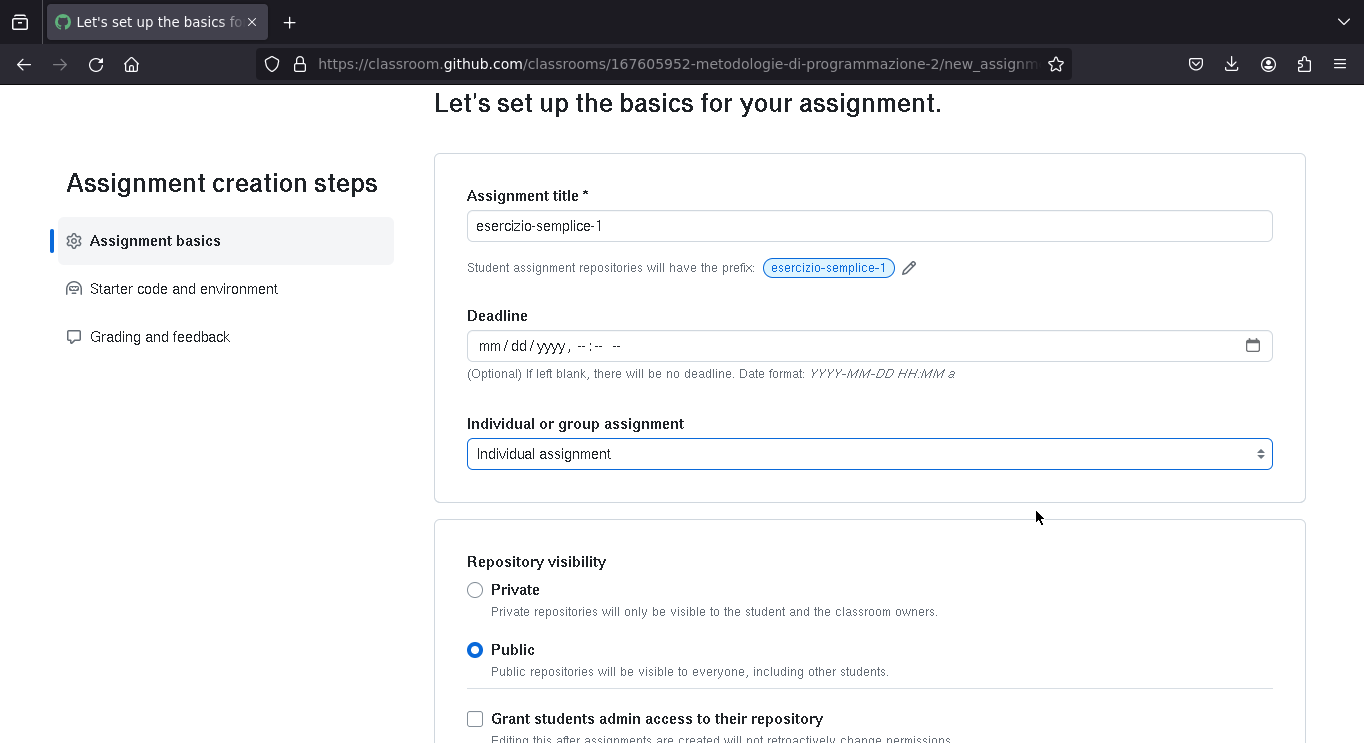 Let's set up the basics fo
https://classroom.github.com/classrooms/167605952-metodologie-di-programmazione-2/new_assignm
Let's set up the basics for your assignment.
Assignment creation steps
Assignment basics
Starter code and environment
Grading and feedback
Assignment title *
esercizio-semplice-1
Student assignment repositories will have the prefix: esercizio-semplice-1
Deadline
mm/dd/yyyy, --:-- --
(Optional) If left blank, there will be no deadline. Date format: YYYY-MM-DD HH:MM a
Individual or group assignment
Individual assignment
Repository visibility
Private
Private repositories will only be visible to the student and the classroom owners.
Public
Public repositories will be visible to everyone, including other students.
Grant students admin access to their repository
Editing this after assignments are created will not retroactively change permissions.